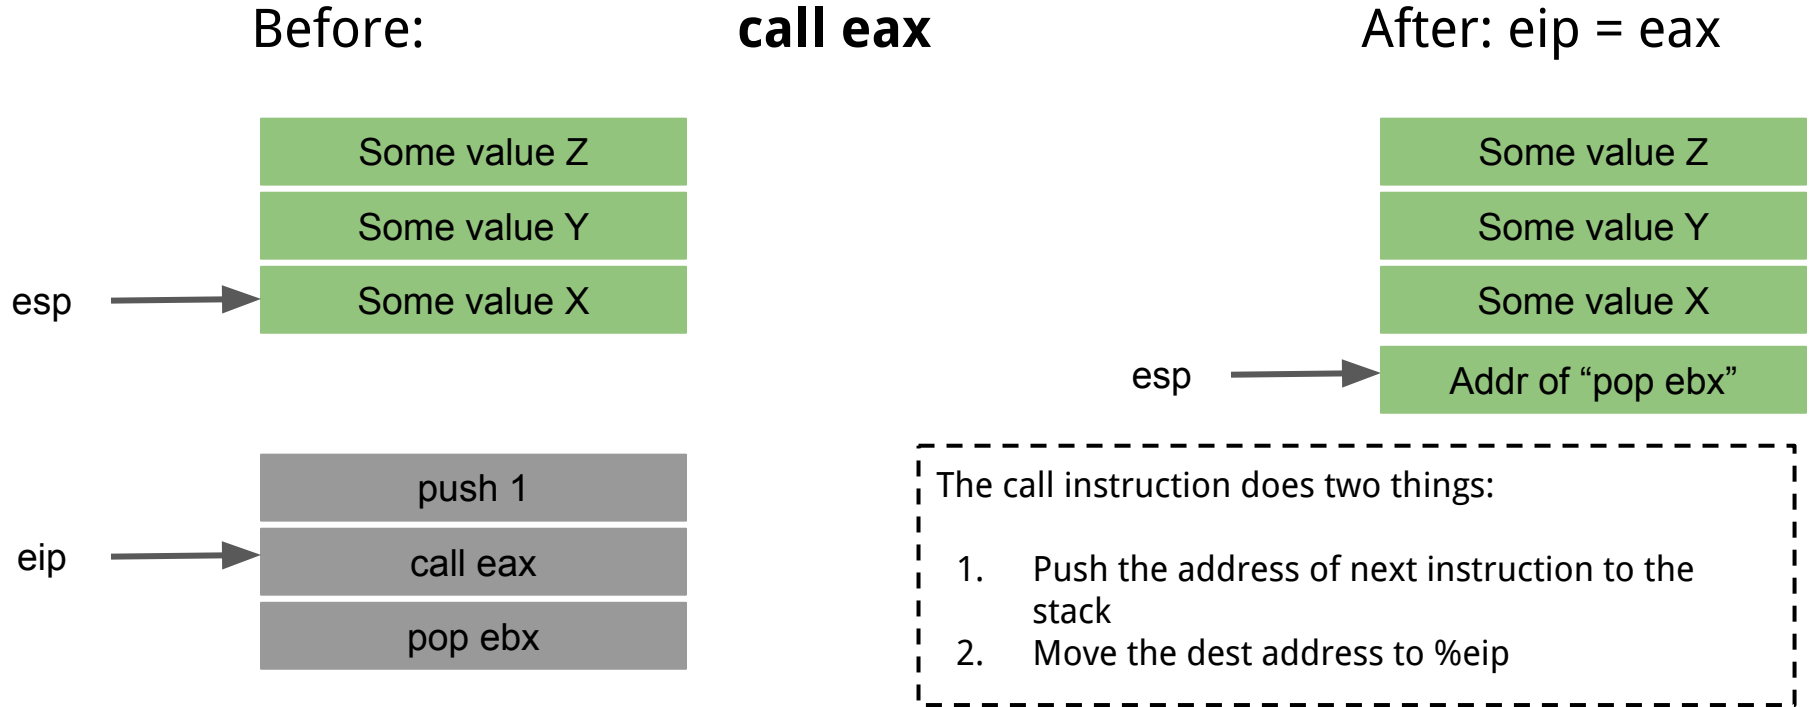 Before:
call eax
After: eip = eax
Some value Z
Some value Y
esp
Some value X
Some value Z
Some value Y
Some value X
esp
Addr of “pop ebx”
push 1
eip
call eax
pop ebx
The call instruction does two things:
1. Push the address of next instruction to the
stack
2. Move the dest address to %eip